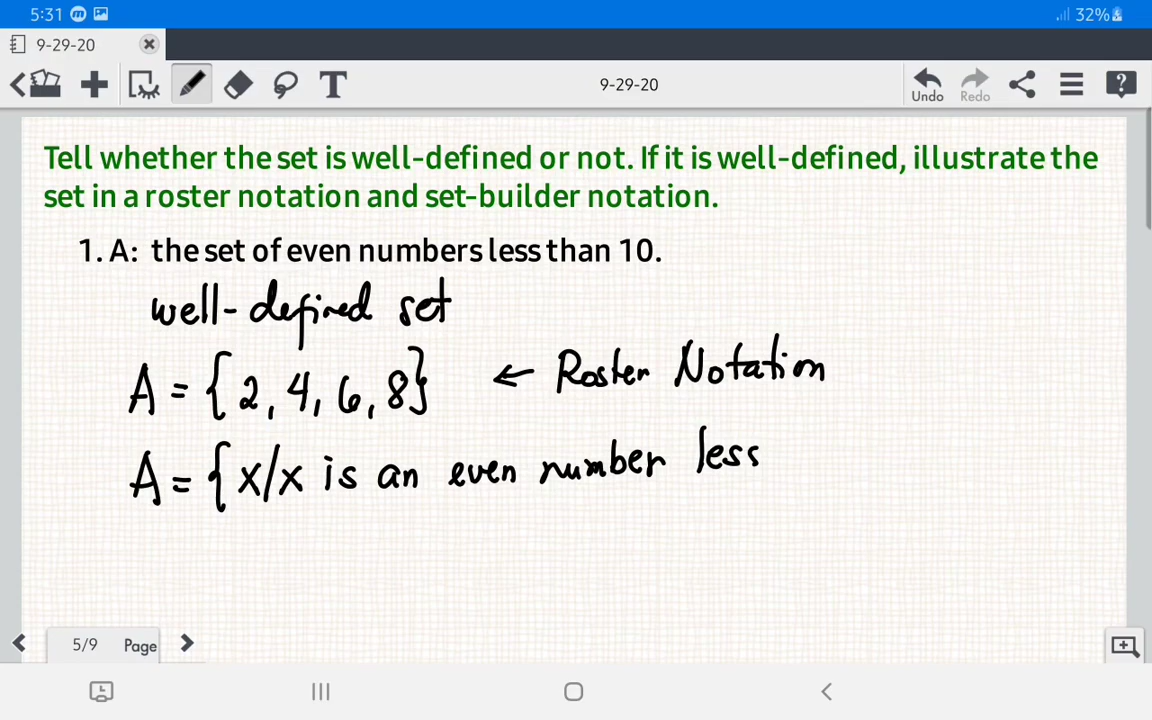 5:31 32%
9-29-20
9-29-20 Undo Redo
Tell whether the set is well-defined or not. If it is well-defined, illustrate the
set in a roster notation and set-builder notation.
1. A: the set of even numbers less than 10.
well-defined set
A = {2, 4, 6, 8} ← Roster Notation
A = {x/x is an even number less
5/9 Page